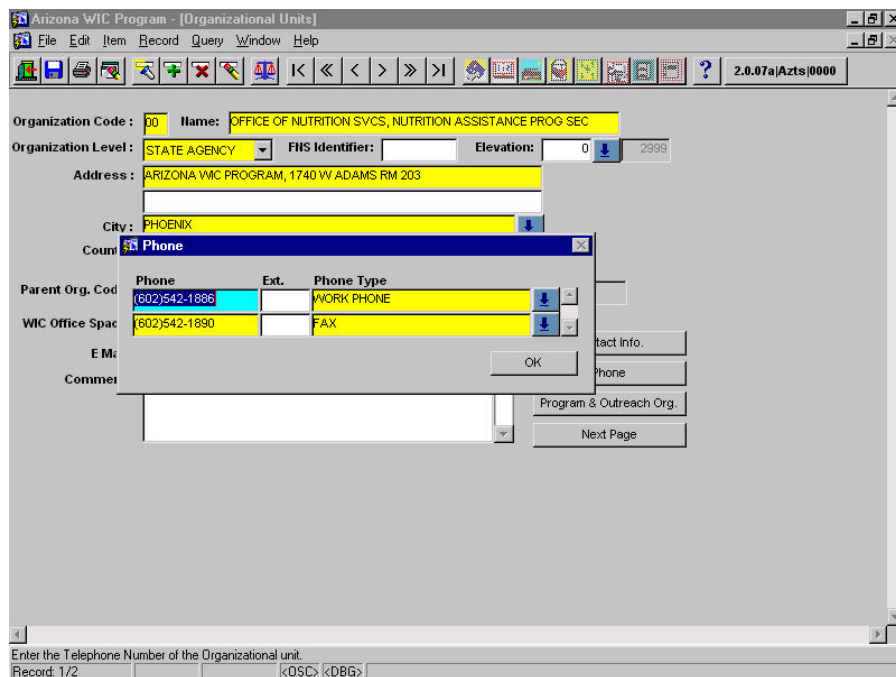 Arizona WIC Program - [Organizational Units]
File Edit Item Record Query Window Help
? 2.0.07a|Azts|0000
Organization Code : 00 Name: OFFICE OF NUTRITION SVCS, NUTRITION ASSISTANCE PROG SEC
Organization Level : STATE AGENCY FNS Identifier: Elevation: 0 2999
Address : ARIZONA WIC PROGRAM, 1740 W ADAMS RM 203
City : PHOENIX
Count
Phone
Phone Ext. Phone Type
Parent Org. Cod
(602)542-1886 WORK PHONE
WIC Office Spac
(602)542-1890 FAX
tact Info.
E Ma
OK
Phone
Commen
Program & Outreach Org.
Next Page
Enter the Telephone Number of the Organizational unit.
Record: 1/2 <OSC> <DBG>